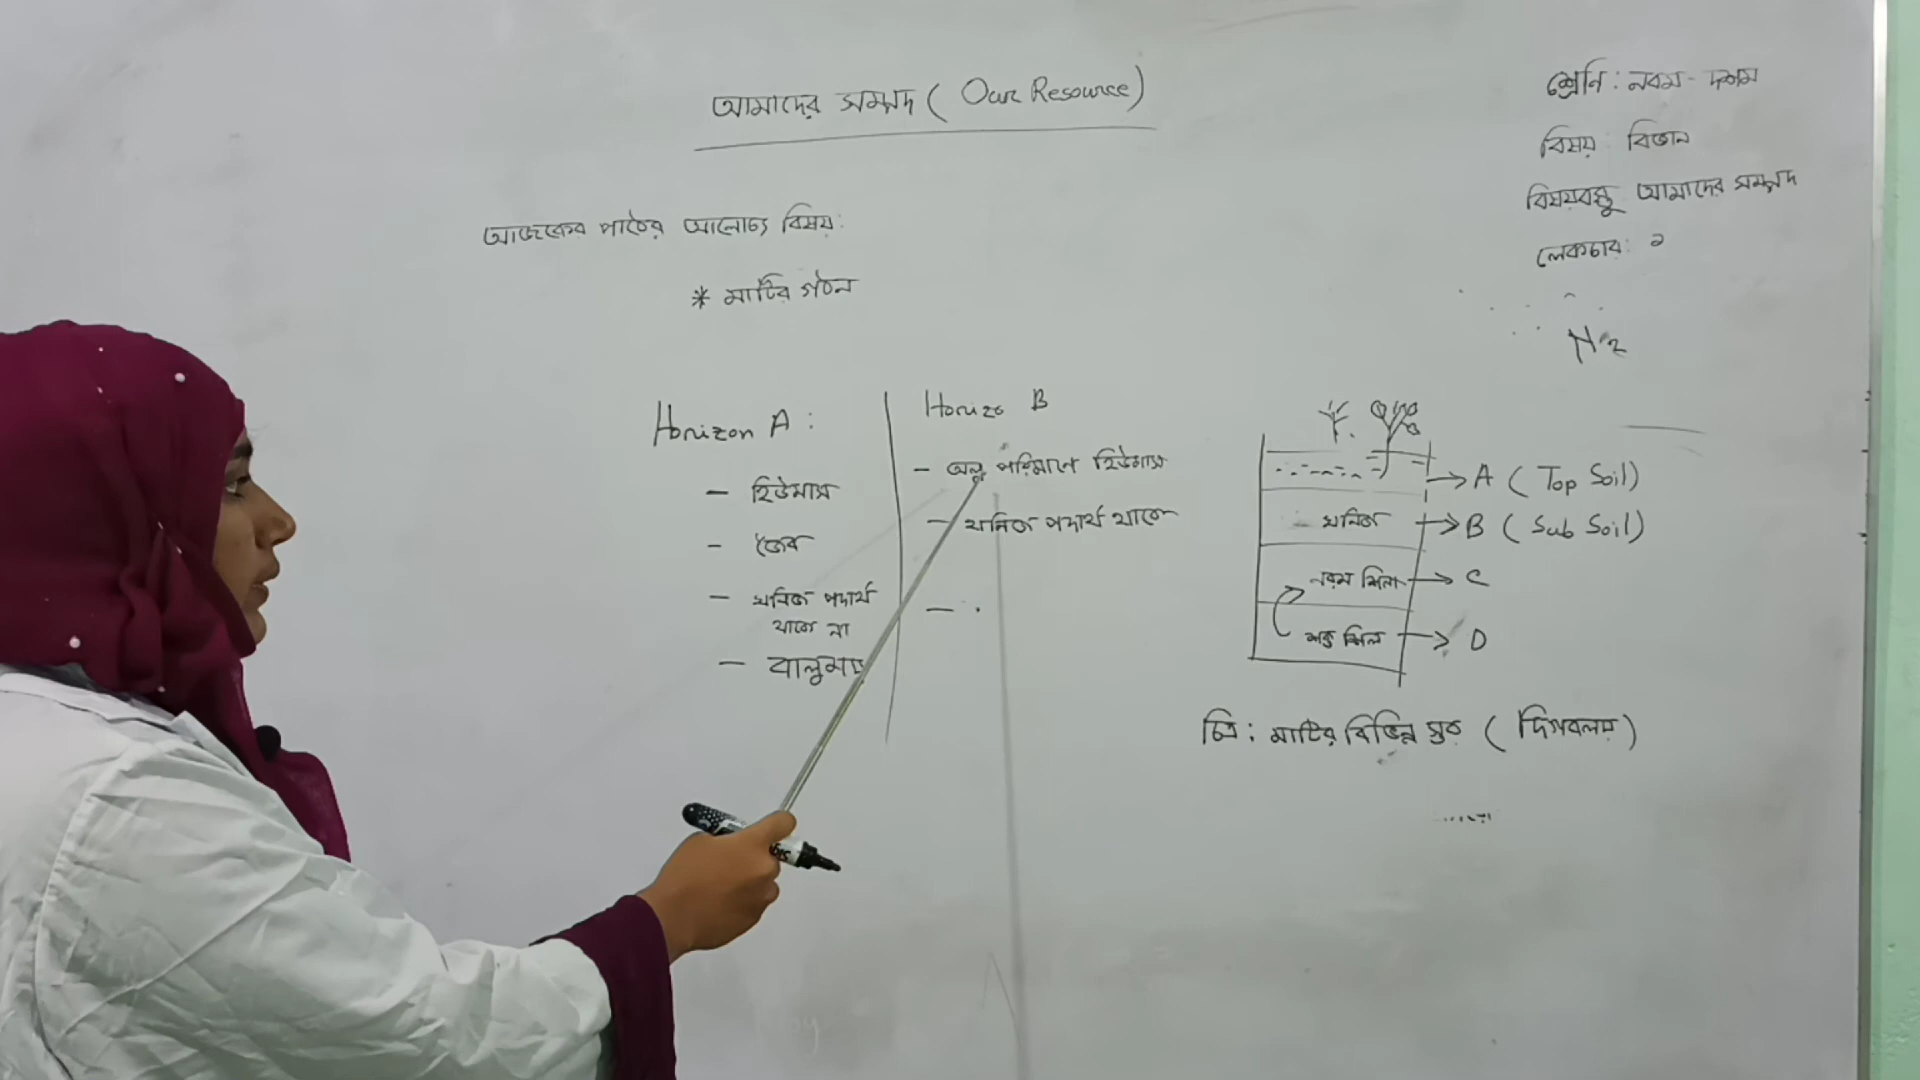 আমাদের সম্পদ ( Our Resource)
শ্রেণি : নবম - দশম
বিষয় : বিজ্ঞান
বিষয়বস্তু আমাদের সম্পদ
লেকচার: ১
আজকের পাঠের আলোচ্য বিষয়:
* মাটির গঠন
Horizon A :
- হিউমাস
- জৈব
- খনিজ পদার্থ
থাকে না
- বালুময়
Horizo B
- অল্প পরিমাণে হিউমাস
- খনিজ পদার্থ থাকে
-
→ A ( Top Soil)
খনিজ → B ( Sub Soil)
নরম শিলা → C
শক্ত শিলা → D
চিত্র : মাটির বিভিন্ন স্তর ( দিগবলয়)